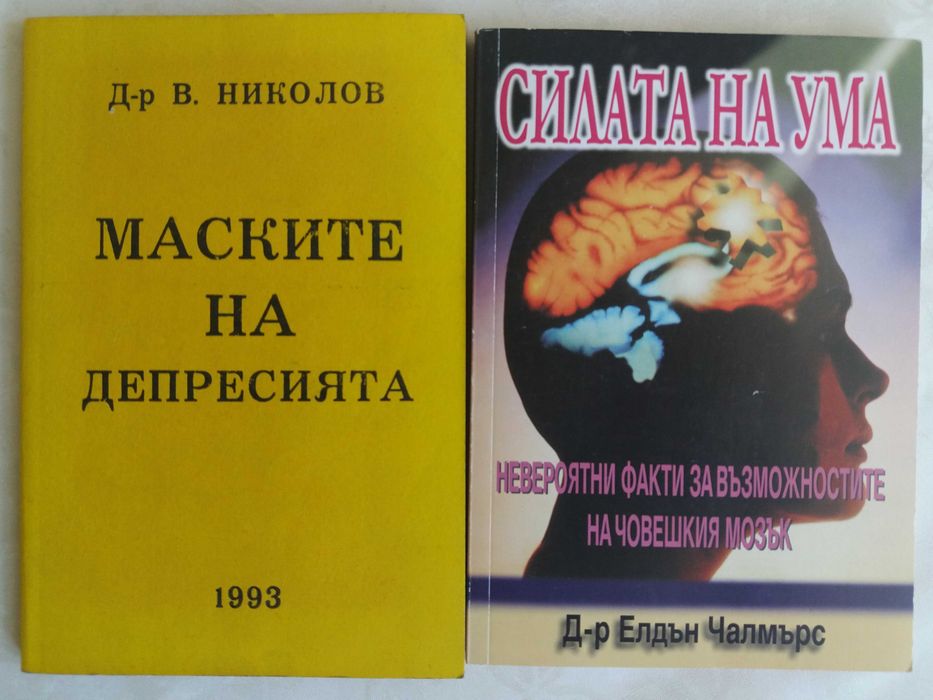 Д-р В. НИКОЛОВ
МАСКИТЕ
НА
ДЕПРЕСИЯТА
1993
СИЛАТА НА УМА
НЕВЕРОЯТНИ ФАКТИ ЗА ВЪЗМОЖНОСТИТЕ
НА ЧОВЕШКИЯ МОЗЪК
Д-р Елдън Чалмърс